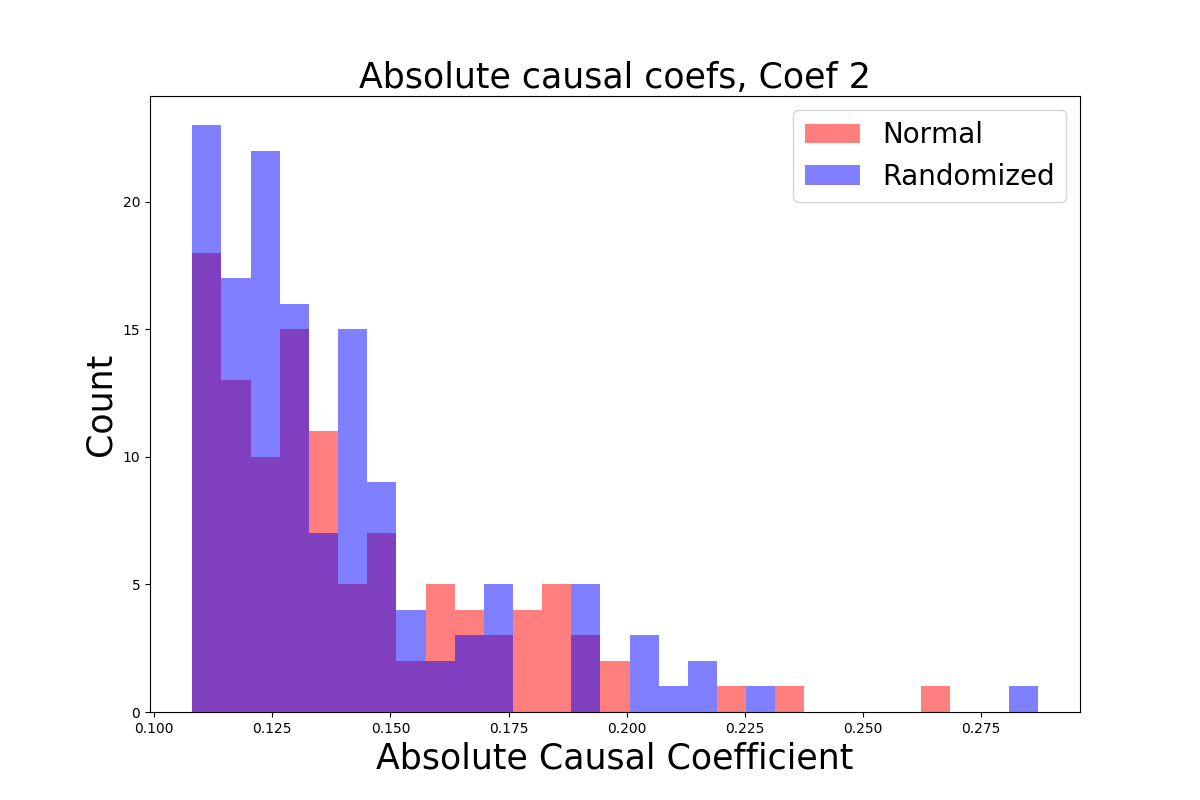 Absolute causal coefs, Coef 2
Normal
Randomized
Count
20
15
10
5
0
0.100 0.125 0.150 0.175 0.200 0.225 0.250 0.275
Absolute Causal Coefficient